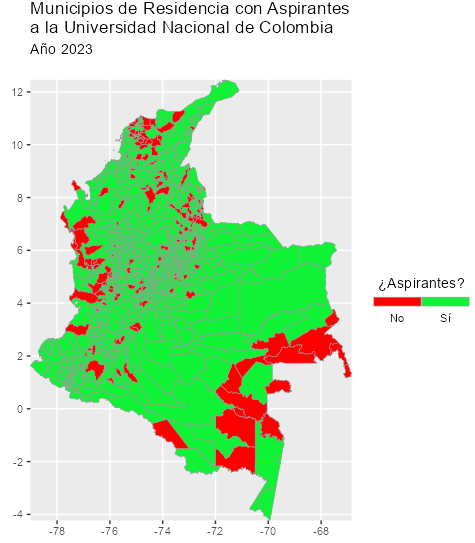 Municipios de Residencia con Aspirantes
a la Universidad Nacional de Colombia
Año 2023
12
10
8
6
4
2
0
-2
-4
-78
-76
-74
-72
-70
-68
¿Aspirantes?
No
Sí